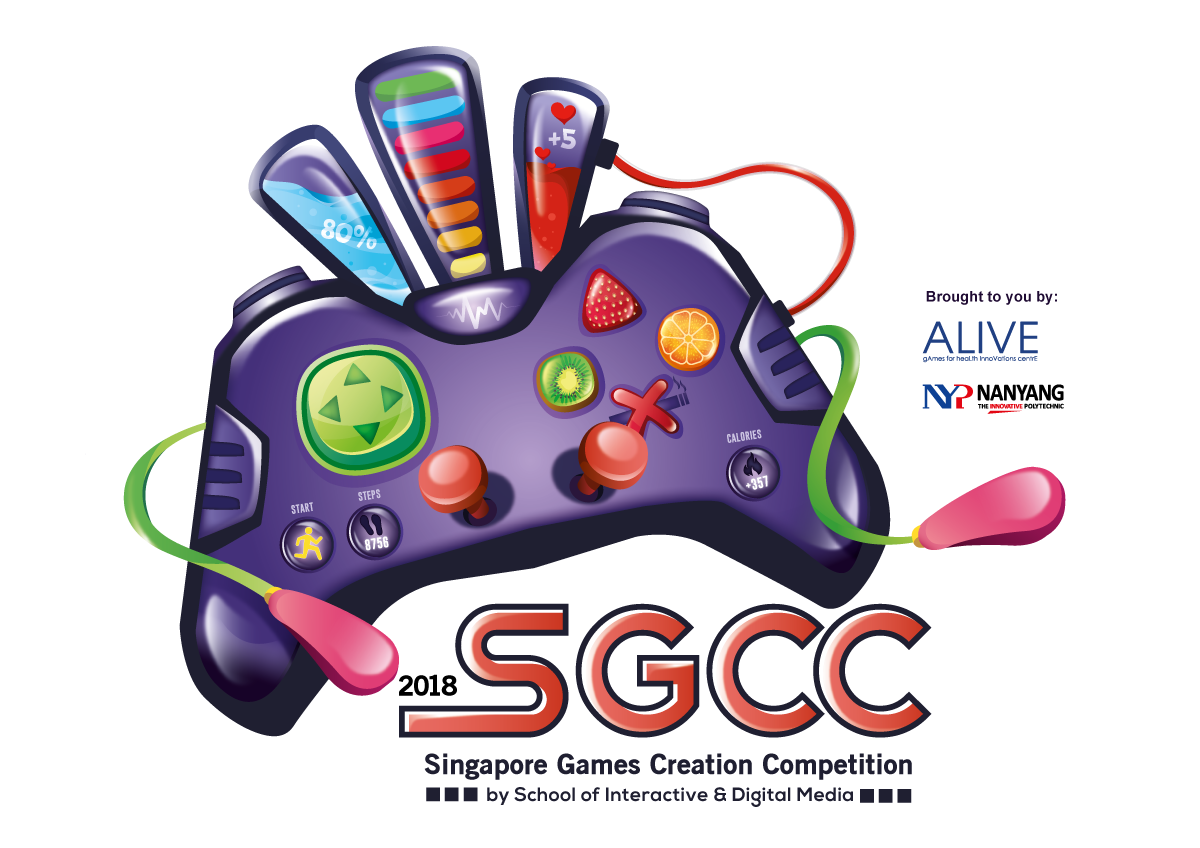 +5
80%
Brought to you by:
ALIVE
gAmes for heaLth InnoVations centrE
NYP NANYANG
THE INNOVATIVE POLYTECHNIC
CALORIES
+357
STEPS
8756
START
2018
SGCC
Singapore Games Creation Competition
by School of Interactive & Digital Media